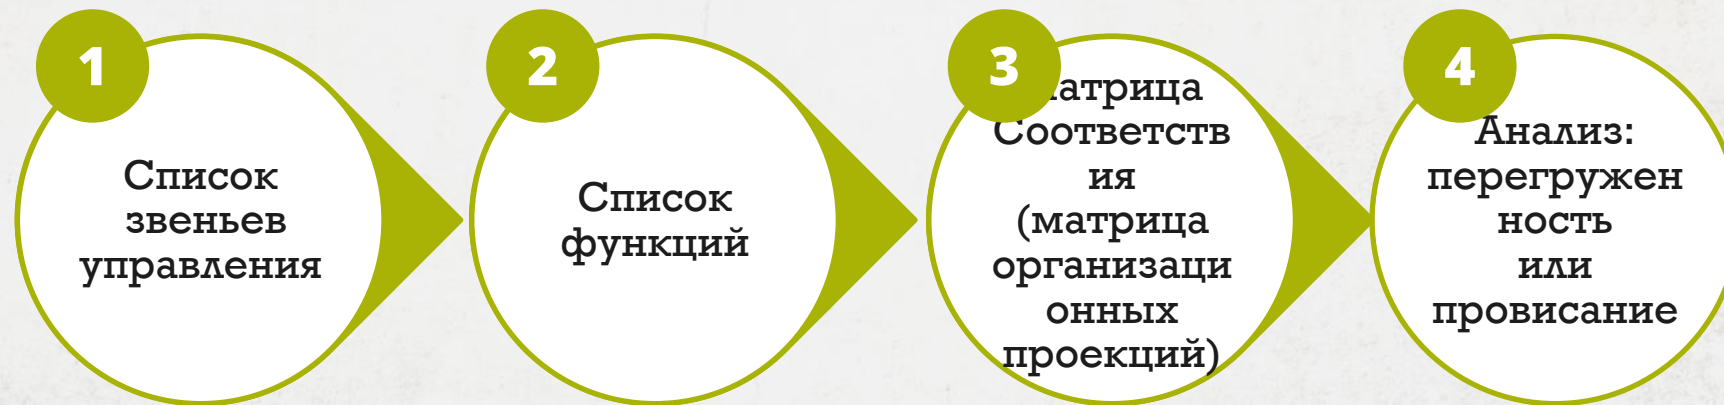 1
Список
звеньев
управления
2
Список
функций
3
атрица
Соответств
ия
(матрица
организаци
онных
проекций)
4
Анализ:
перегружен
ность
или
провисание